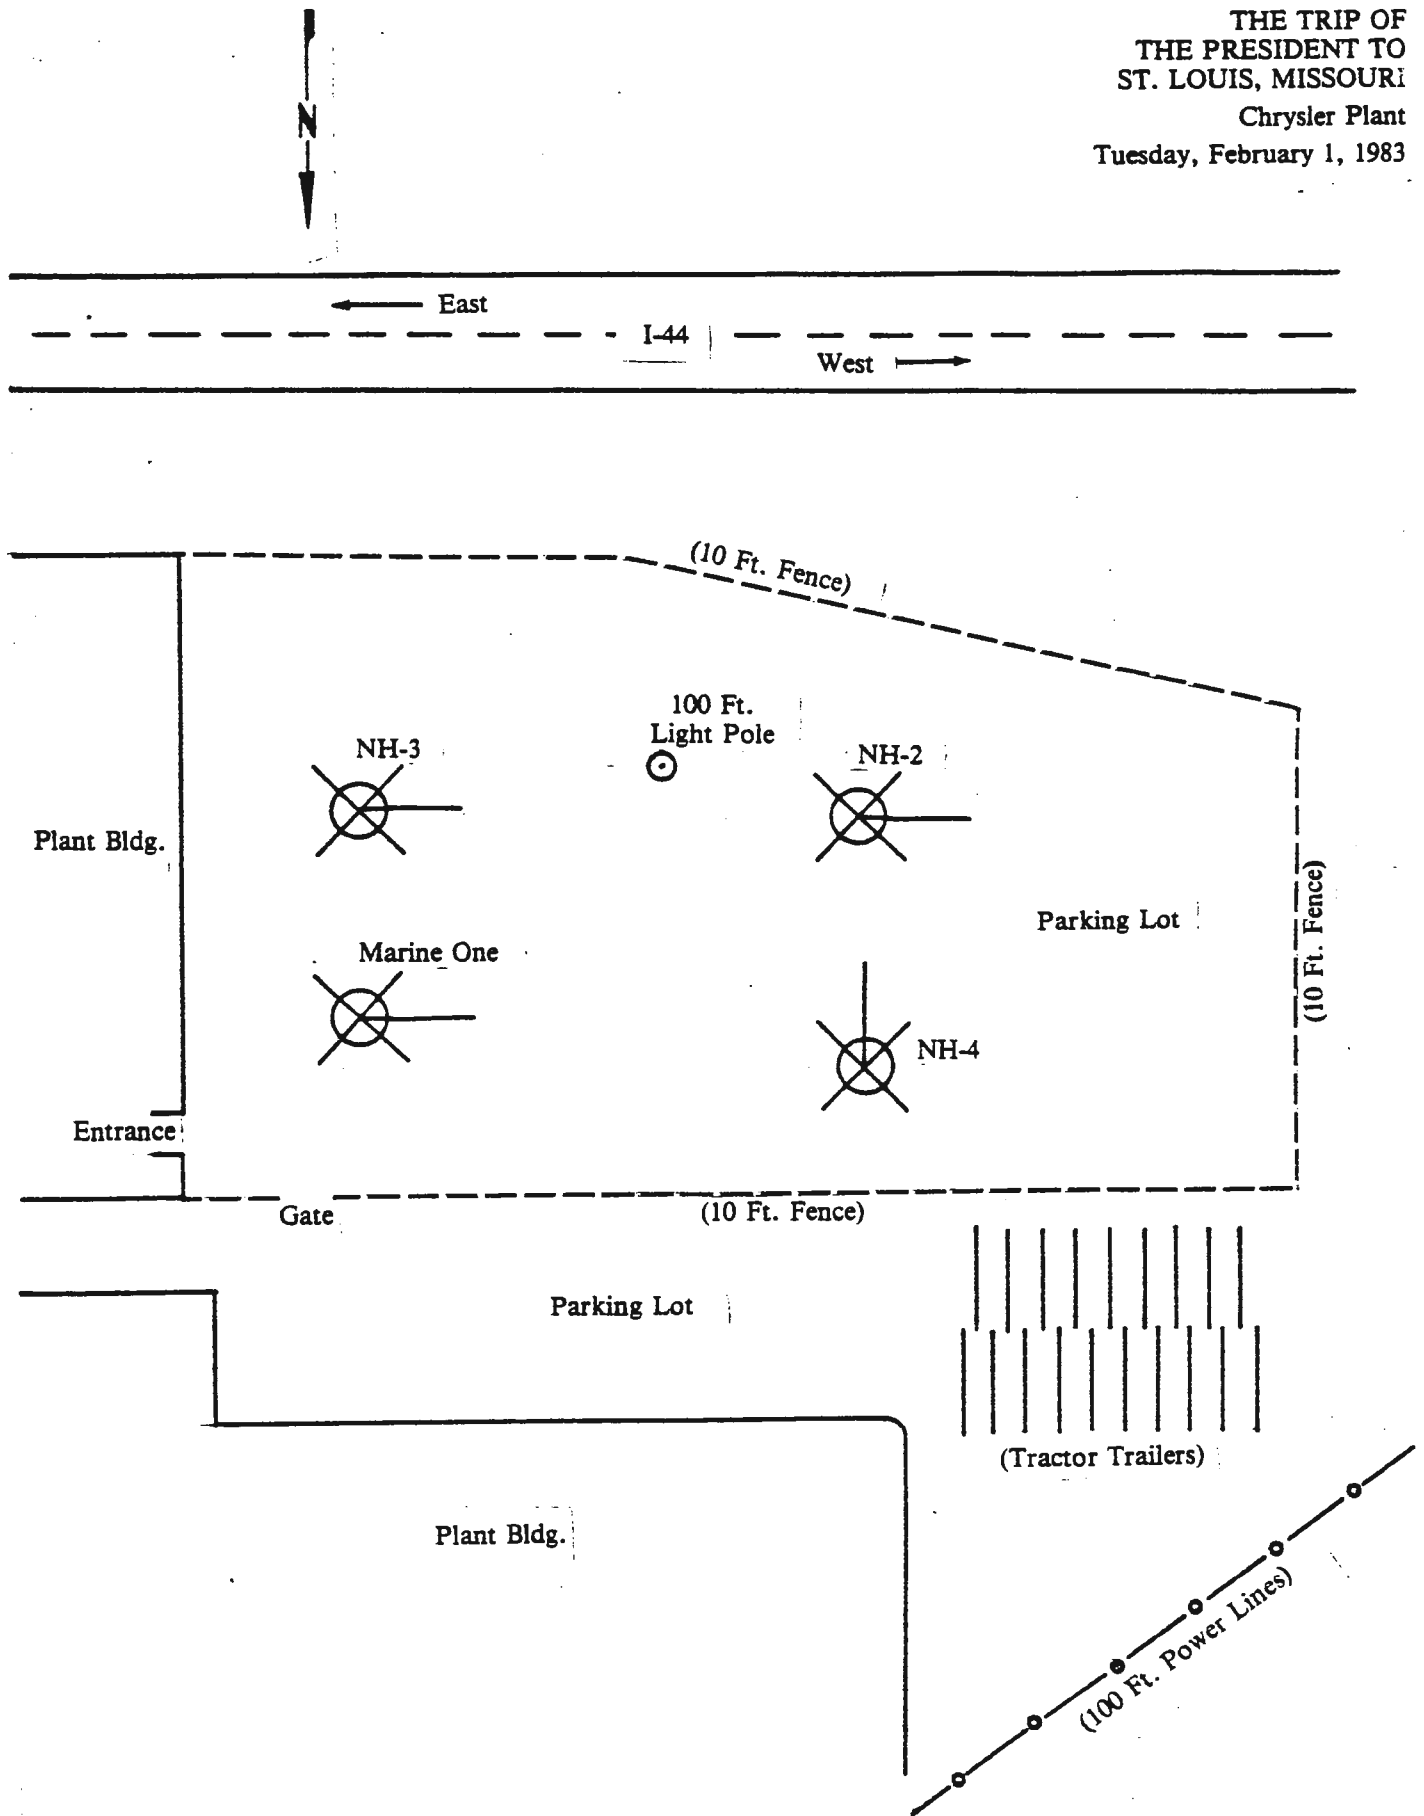 THE TRIP OF
THE PRESIDENT TO
ST. LOUIS, MISSOURI
Chrysler Plant
Tuesday, February 1, 1983
N
East
I-44
West
(10 Ft. Fence)
100 Ft.
Light Pole
NH-3
NH-2
Plant Bldg.
Parking Lot
(10 Ft. Fence)
Marine One
NH-4
Entrance
Gate
(10 Ft. Fence)
Parking Lot
(Tractor Trailers)
Plant Bldg.
(100 Ft. Power Lines)